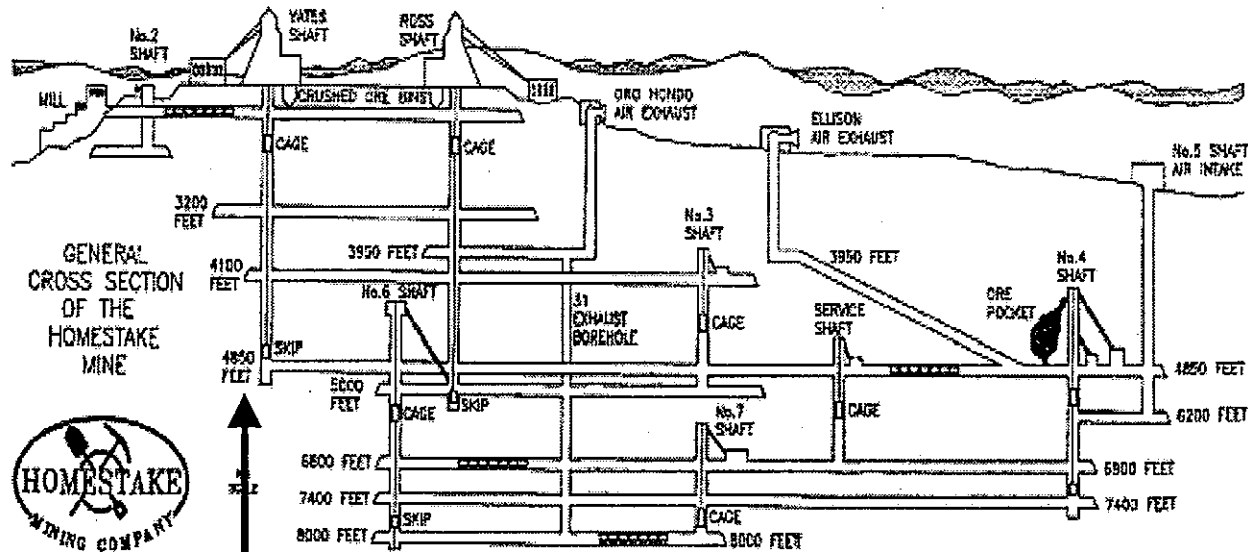 YATES
SHAFT
ROSS
SHAFT
No.2
SHAFT
MILL
CRUSHED ORE BINS
ORO HONDO
AIR EXHAUST
ELLISON
AIR EXHAUST
No.5 SHAFT
AIR INTAKE
CAGE
CAGE
3200
FEET
No.3
SHAFT
GENERAL
CROSS SECTION
OF THE
HOMESTAKE
MINE
3950 FEET
3950 FEET
No.4
SHAFT
4100
FEET
No.6 SHAFT
31
EXHAUST
BOREHOLE
CAGE
SERVICE
SHAFT
ORE
POCKET
4850
FEET
SKIP
4850
FEET
5000
FEET
CAGE
SKIP
No.7
SHAFT
CAGE
6200
FEET
6800 FEET
6900 FEET
7400 FEET
7400 FEET
SKIP
CAGE
8000 FEET
8000 FEET
HOMESTAKE
MINING COMPANY